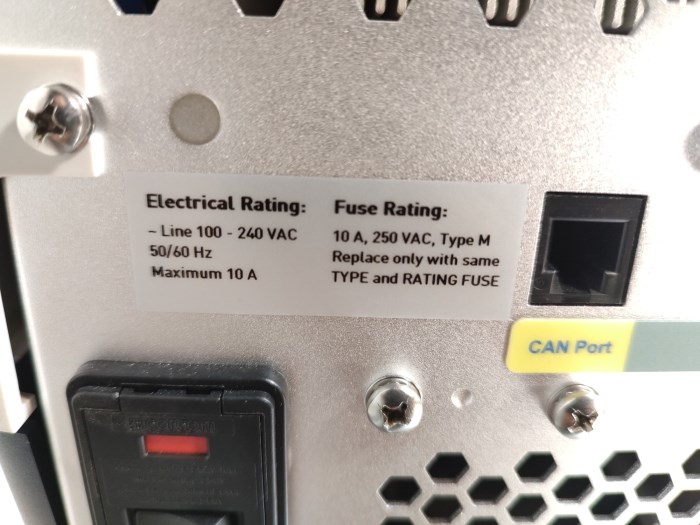 Electrical Rating:
~ Line 100 - 240 VAC
50/60 Hz
Maximum 10 A
Fuse Rating:
10 A, 250 VAC, Type M
Replace only with same
TYPE and RATING FUSE
CAN Port